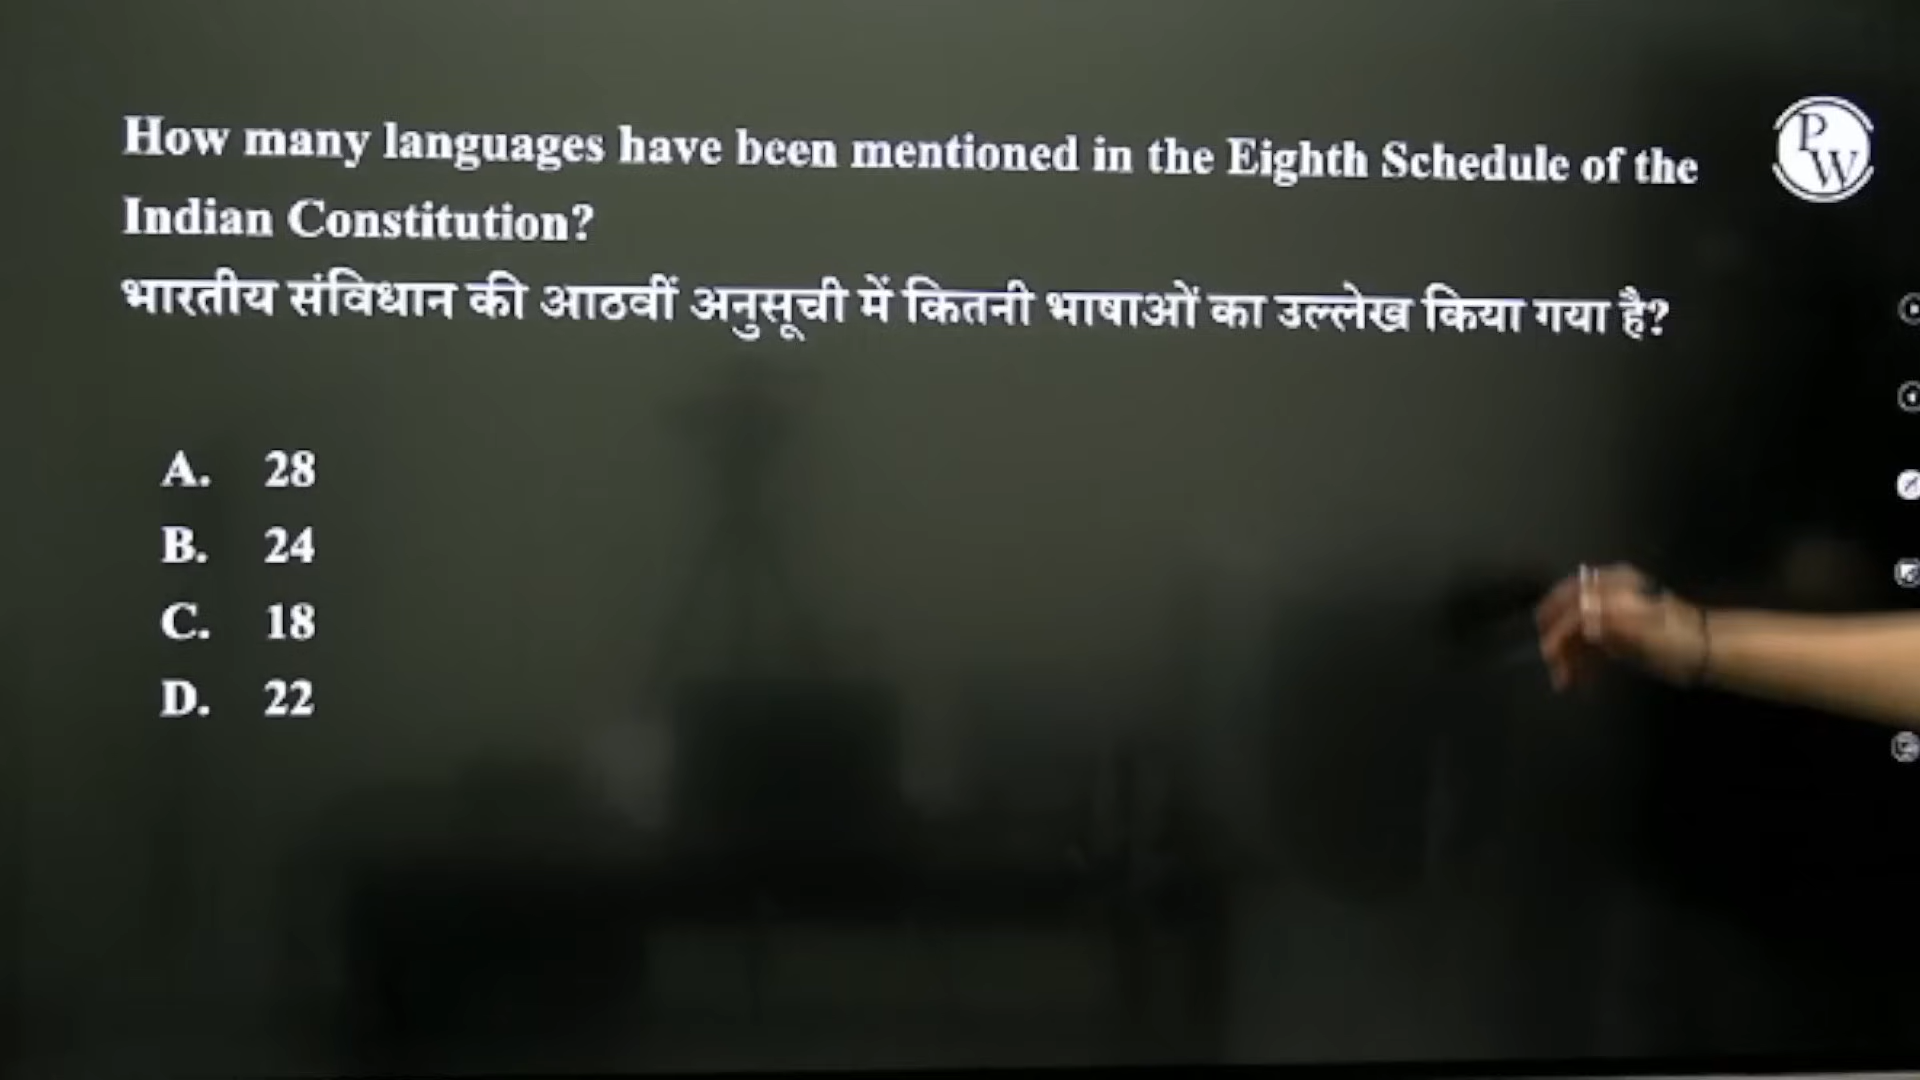 How many languages have been mentioned in the Eighth Schedule of the
Indian Constitution?
भारतीय संविधान की आठवीं अनुसूची में कितनी भाषाओं का उल्लेख किया गया है?
A. 28
B. 24
C. 18
D. 22
PW